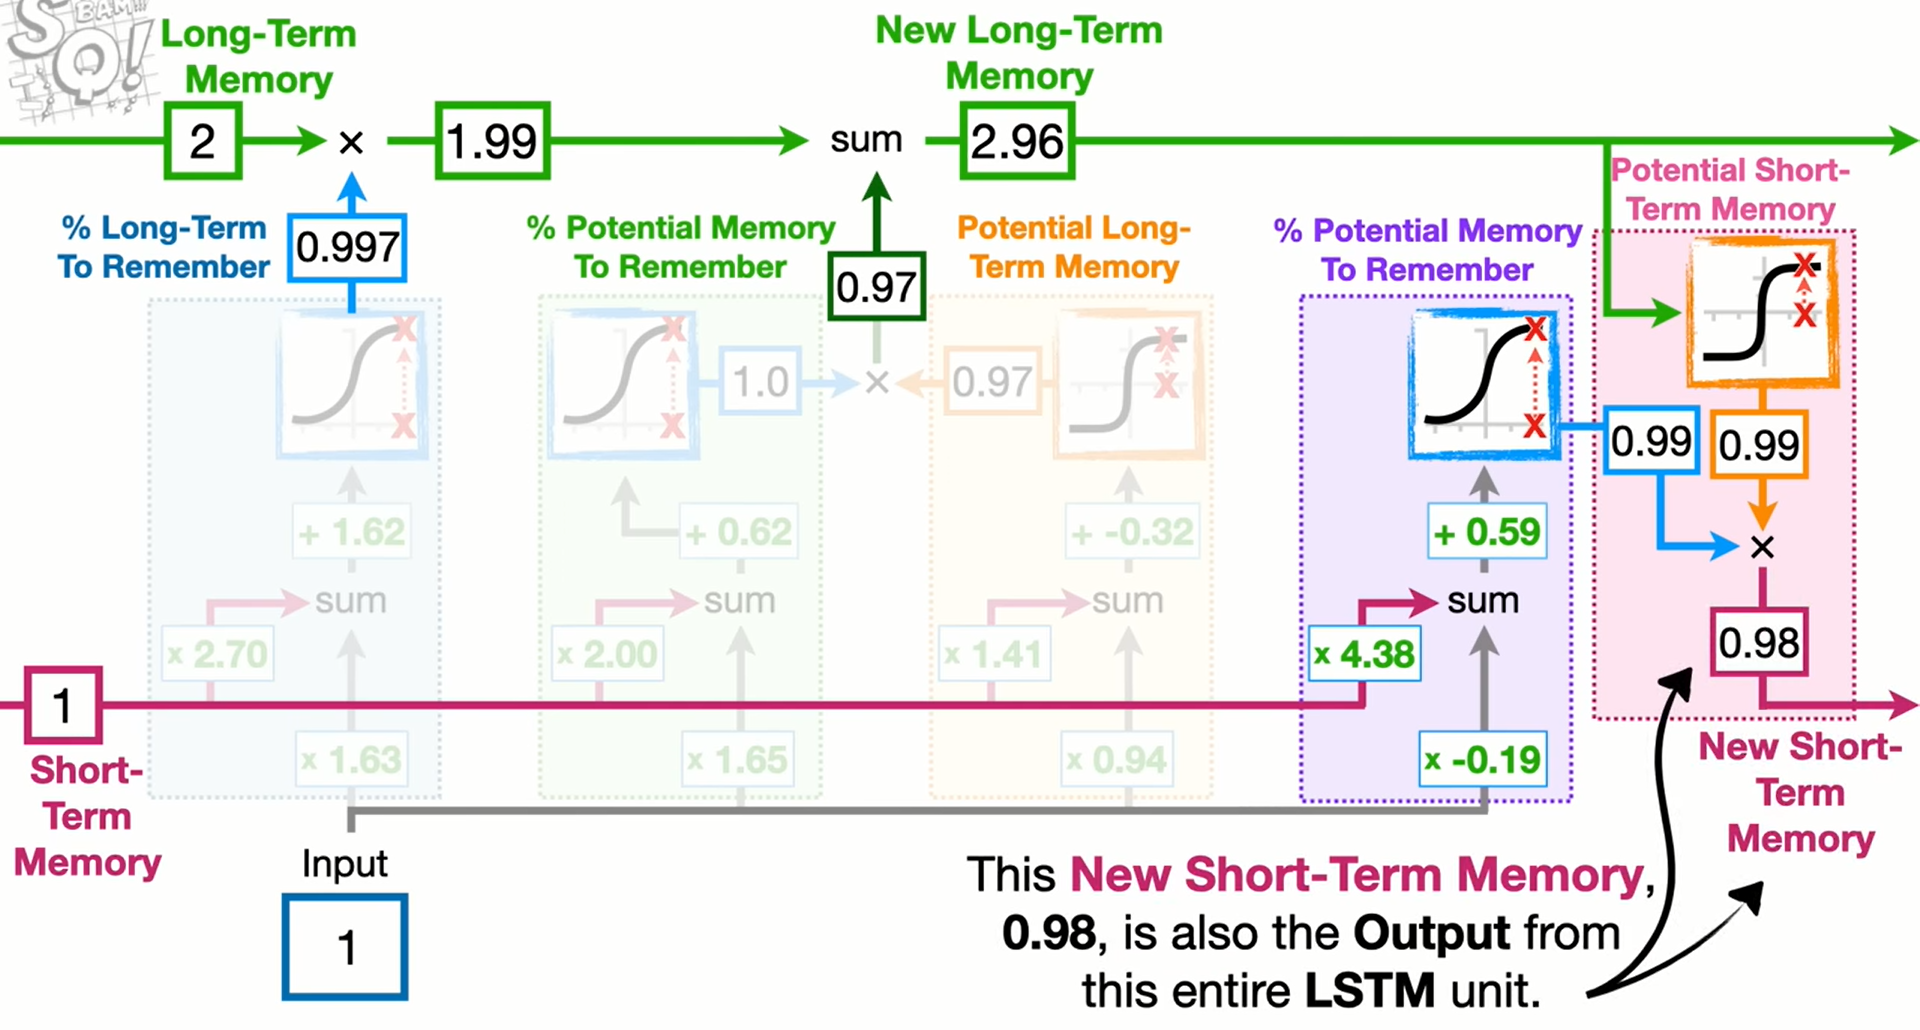 BAM!!!
SQ!
Long-Term
Memory
New Long-Term
Memory
2
×
1.99
sum
2.96
Potential Short-
Term Memory
% Long-Term
To Remember
0.997
% Potential Memory
To Remember
0.97
Potential Long-
Term Memory
% Potential Memory
To Remember
X
X
X
X
1.0
×
0.97
X
X
X
X
X
X
0.99
0.99
+ 1.62
+ 0.62
+ -0.32
+ 0.59
×
sum
sum
sum
sum
x 2.70
x 2.00
x 1.41
x 4.38
0.98
1
Short-
Term
Memory
x 1.63
x 1.65
x 0.94
x -0.19
New Short-
Term
Memory
Input
1
This New Short-Term Memory,
0.98, is also the Output from
this entire LSTM unit.